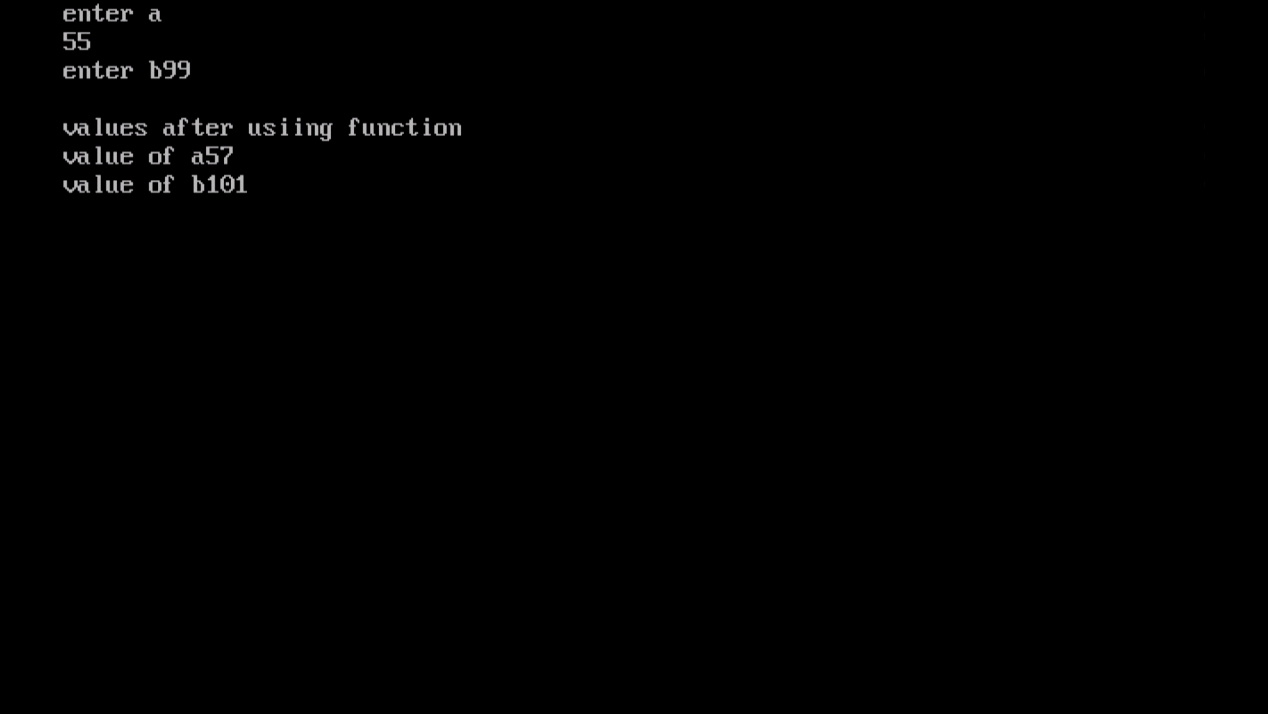 enter a
55
enter b99
values after usiing function
value of a57
value of b101